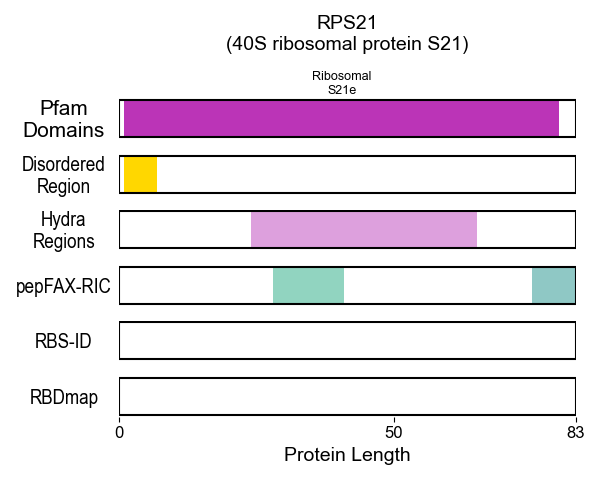 RPS21
(40S ribosomal protein S21)
Ribosomal
S21e
Pfam
Domains
Disordered
Region
Hydra
Regions
pepFAX-RIC
RBS-ID
RBDmap
0
50
83
Protein Length